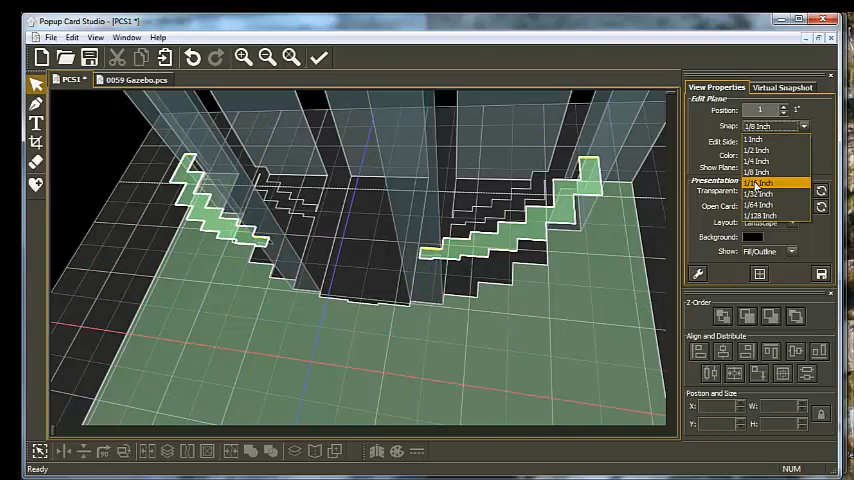 Popup Card Studio - [PCS1 *]
File Edit View Window Help
PCS1 * 0059 Gazebo.pcs
View Properties Virtual Snapshot
Edit Plane
Position: 1 1"
Snap: 1/8 Inch
1 Inch
Edit Side: 1/2 Inch
Color: 1/4 Inch
Show Plane: 1/8 Inch
Presentation 1/16 Inch
Transparent: 1/32 Inch
Open Card: 1/64 Inch
1/128 Inch
Layout: Landscape
Background:
Show: Fill/Outline
Z-Order
Align and Distribute
Postion and Size
X: W:
Y: H:
Ready NUM